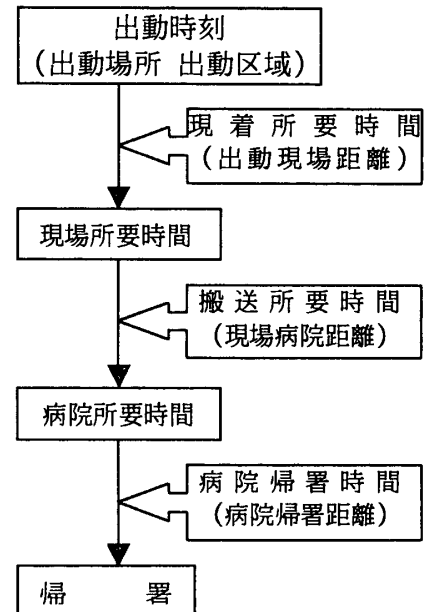 出動時刻
(出動場所 出動区域)
現着所要時間
(出動現場距離)
現場所要時間
搬送所要時間
(現場病院距離)
病院所要時間
病院帰署時間
(病院帰署距離)
帰署